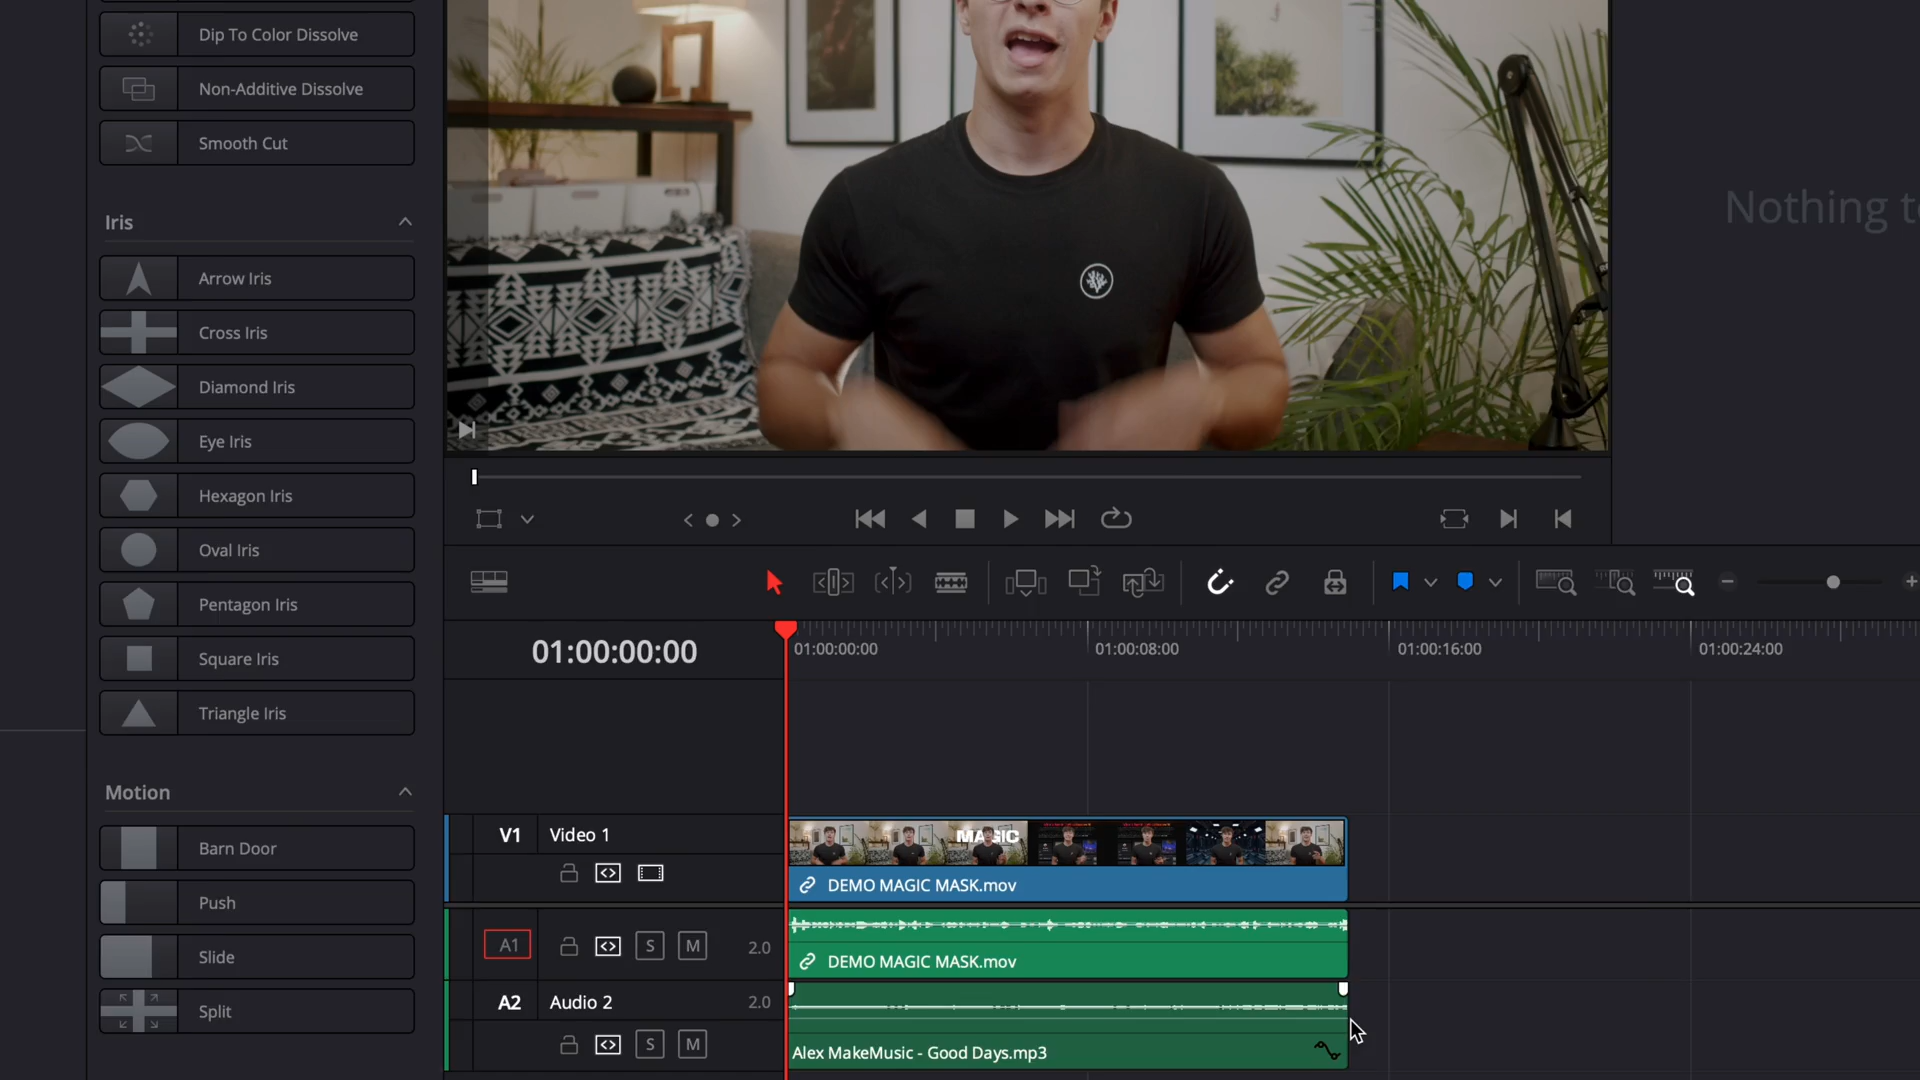 Dip To Color Dissolve
Non-Additive Dissolve
Smooth Cut
Iris
Arrow Iris
Cross Iris
Diamond Iris
Eye Iris
Hexagon Iris
Oval Iris
Pentagon Iris
Square Iris
Triangle Iris
Motion
Barn Door
Push
Slide
Split
Nothing t
01:00:00:00
01:00:00:00 01:00:08:00 01:00:16:00 01:00:24:00
V1 Video 1
MAGIC
DEMO MAGIC MASK.mov
A1 S M 2.0
DEMO MAGIC MASK.mov
A2 Audio 2 2.0
S M
Alex MakeMusic - Good Days.mp3